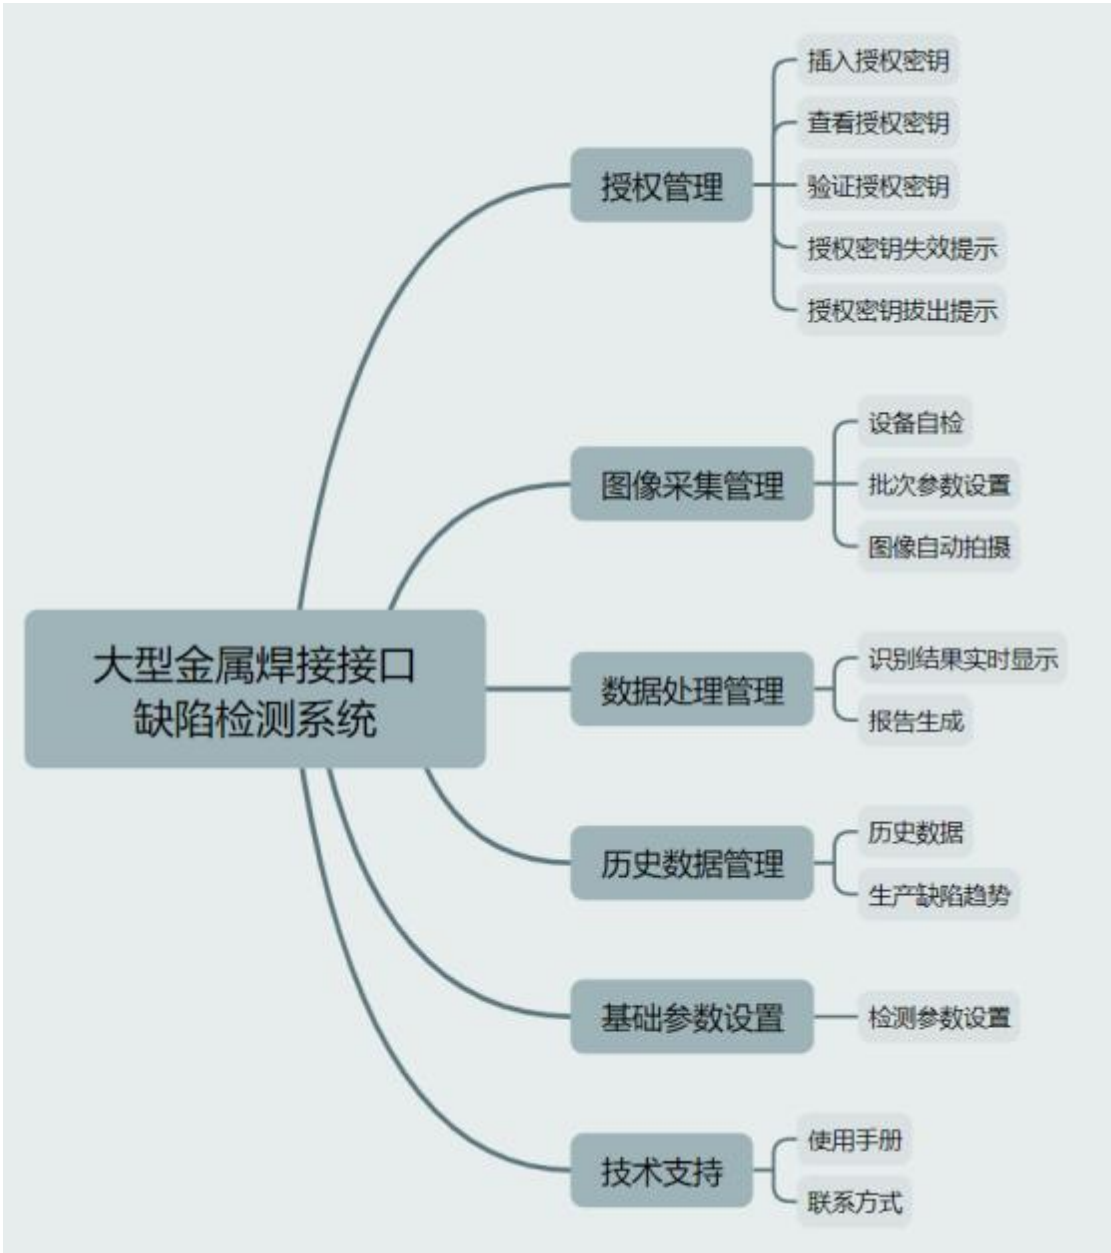 大型金属焊接接口
缺陷检测系统
授权管理
插入授权密钥
查看授权密钥
验证授权密钥
授权密钥失效提示
授权密钥拔出提示
图像采集管理
设备自检
批次参数设置
图像自动拍摄
数据处理管理
识别结果实时显示
报告生成
历史数据管理
历史数据
生产缺陷趋势
基础参数设置
检测参数设置
技术支持
使用手册
联系方式